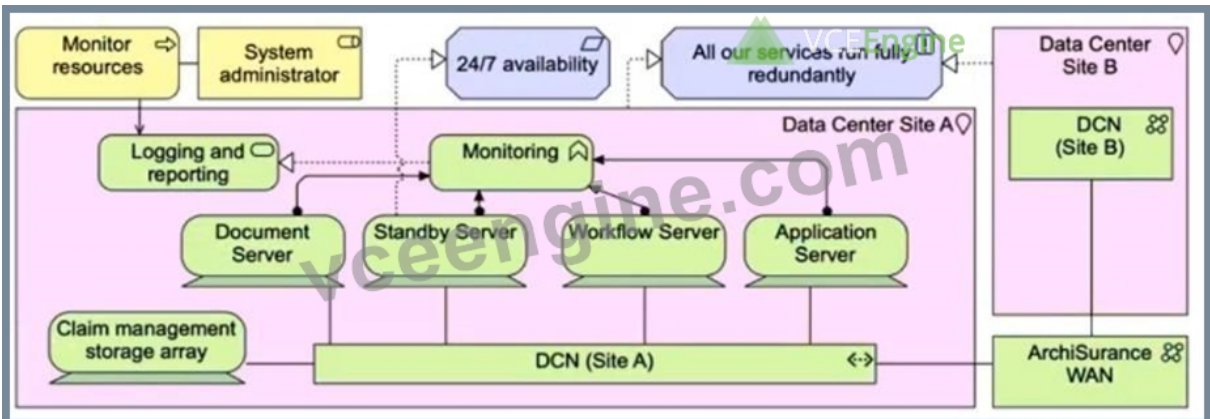 Monitor
resources
System
administrator
24/7 availability
VCEEngine
All our services run fully
redundantly
Data Center
Site B
Data Center Site A
DCN
(Site B)
Logging and
reporting
Monitoring
Document
Server
Standby Server
Workflow Server
Application
Server
vceengine.com
Claim management
storage array
DCN (Site A)
ArchiSurance
WAN